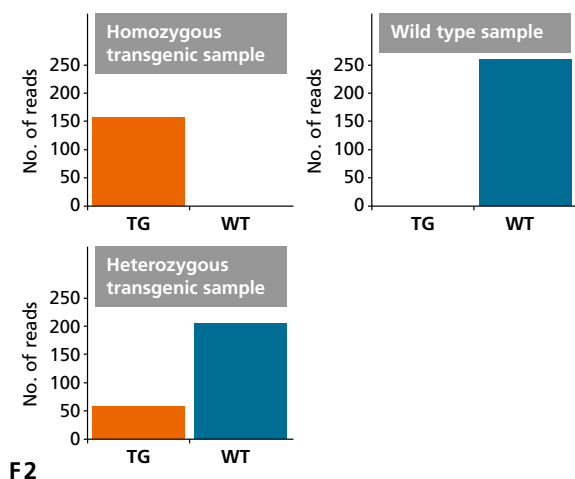 Homozygous
transgenic sample
No. of reads
250
200
150
100
50
0
TG WT
Wild type sample
No. of reads
250
200
150
100
50
0
TG WT
Heterozygous
transgenic sample
No. of reads
250
200
150
100
50
0
TG WT
F2